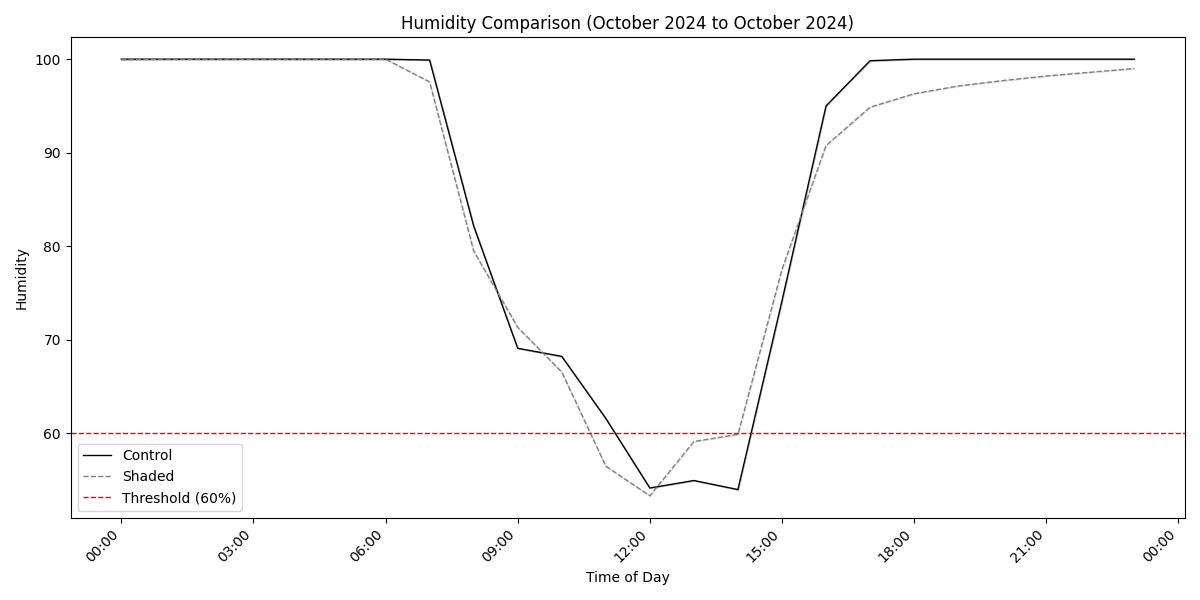 Humidity Comparison (October 2024 to October 2024)
Humidity
100
90
80
70
60
Control
Shaded
Threshold (60%)
00:00
03:00
06:00
09:00
12:00
15:00
18:00
21:00
00:00
Time of Day